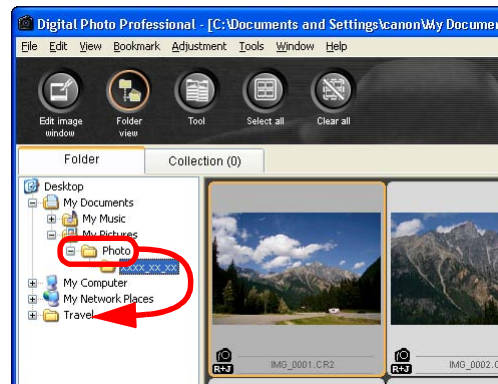 Digital Photo Professional - [C:\Documents and Settings\canon\My Docume
File Edit View Bookmark Adjustment Tools Window Help
Edit image window
Folder view
Tool
Select all
Clear all
Folder
Collection (0)
Desktop
My Documents
My Music
My Pictures
Photo
xxxx_xx_xx
My Computer
My Network Places
Travel
R+J
IMG_0001.CR2
R+J
IMG_0002.C